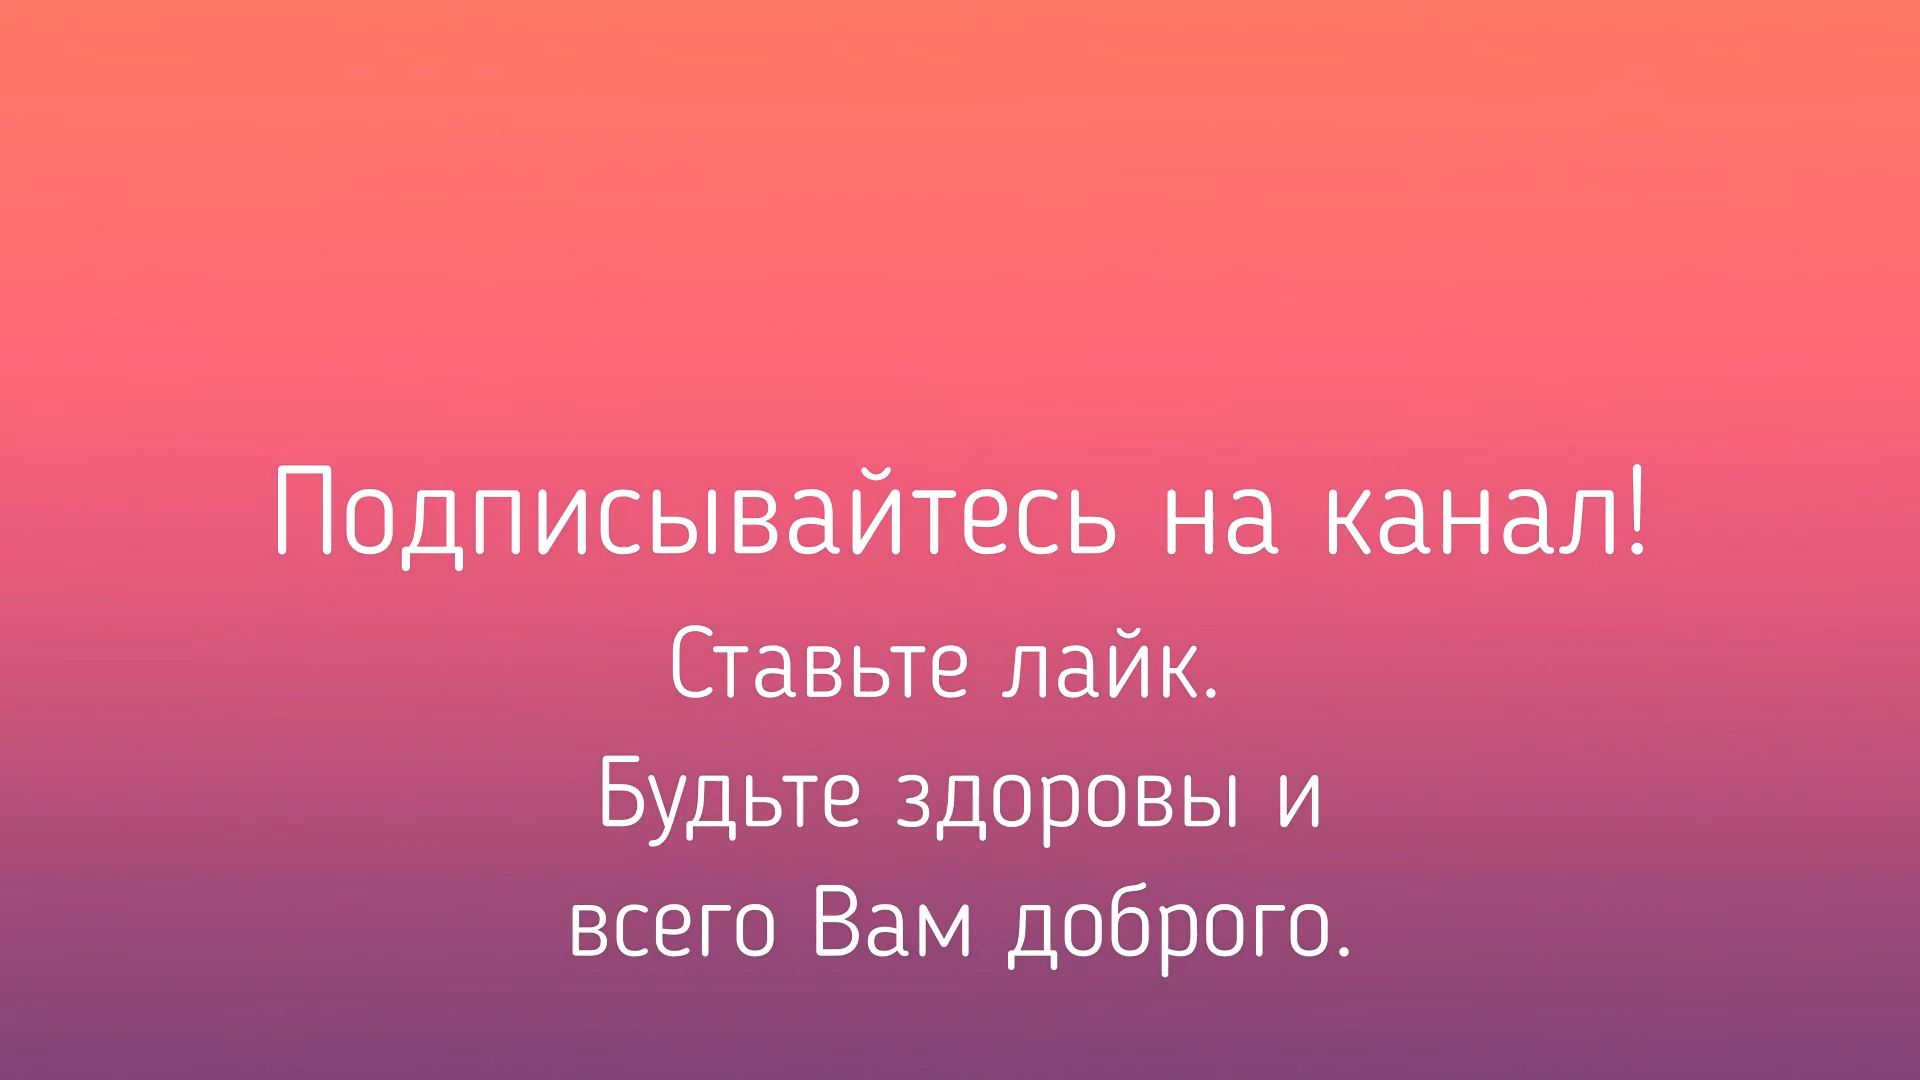 Подписывайтесь на канал!
Ставьте лайк.
Будьте здоровы и
всего Вам доброго.